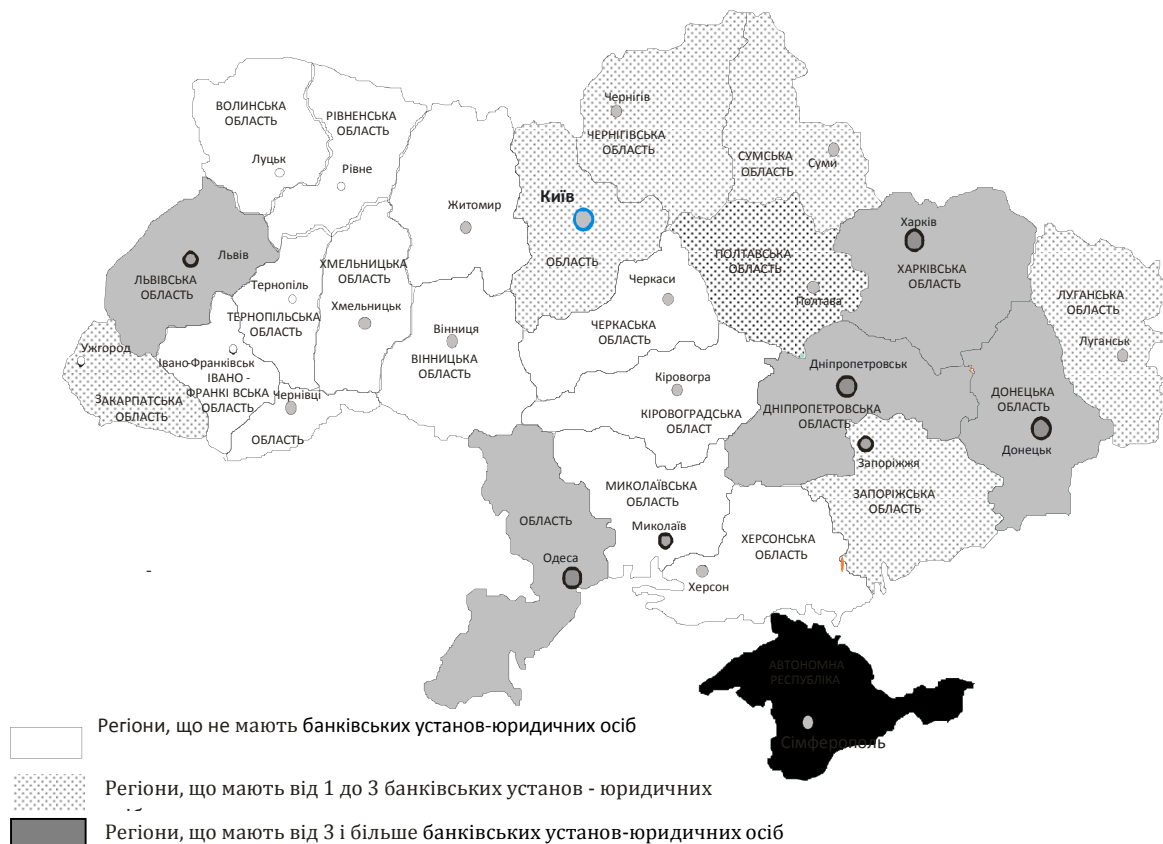 Чернігів
ЧЕРНІГІВСЬКА
ОБЛАСТЬ
ВОЛИНСЬКА
ОБЛАСТЬ
РІВНЕНСЬКА
ОБЛАСТЬ
СУМСЬКА
ОБЛАСТЬ
Суми
Луцьк
Рівне
Житомир
Київ
ОБЛАСТЬ
Харків
ХАРКІВСЬКА
ОБЛАСТЬ
Львів
ЛЬВІВСЬКА
ОБЛАСТЬ
ХМЕЛЬНИЦЬКА
ОБЛАСТЬ
Хмельницьк
Тернопіль
ТЕРНОПІЛЬСЬКА
ОБЛАСТЬ
ПОЛТАВСЬКА
ОБЛАСТЬ
Полтава
Черкаси
ЧЕРКАСЬКА
ОБЛАСТЬ
ЛУГАНСЬКА
ОБЛАСТЬ
Луганськ
Вінниця
ВІННИЦЬКА
ОБЛАСТЬ
Ужгород
ЗАКАРПАТСЬКА
ОБЛАСТЬ
Івано-Франківськ
ІВАНО -
ФРАНКІ ВСЬКА
ОБЛАСТЬ
Чернівці
ОБЛАСТЬ
Кіровогра
КІРОВОГРАДСЬКА
ОБЛАСТ
Дніпропетровськ
ДНІПРОПЕТРОВСЬКА
ОБЛАСТЬ
ДОНЕЦЬКА
ОБЛАСТЬ
Донецьк
Запоріжжя
ЗАПОРІЖСЬКА
ОБЛАСТЬ
МИКОЛАЇВСЬКА
ОБЛАСТЬ
Миколаїв
ОБЛАСТЬ
Одеса
ХЕРСОНСЬКА
ОБЛАСТЬ
Херсон
-
АВТОНОМНА
РЕСПУБЛІКА
Сімферополь
Регіони, що не мають банківських установ-юридичних осіб
Регіони, що мають від 1 до 3 банківських установ - юридичних
Регіони, що мають від 3 і більше банківських установ-юридичних осіб